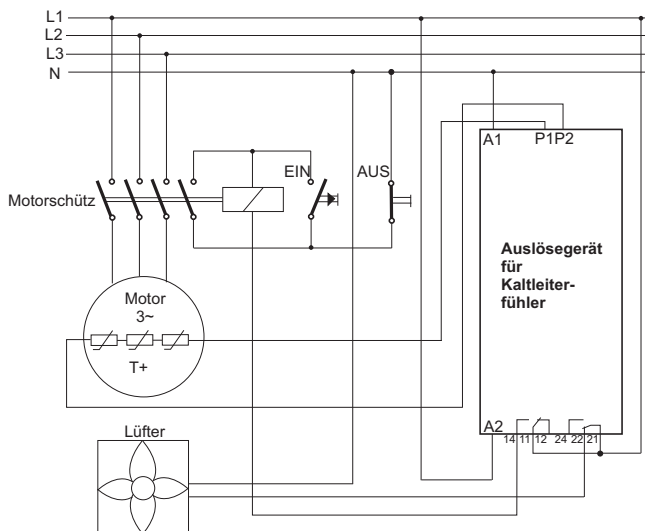 L1
L2
L3
N
A1
P1P2
EIN
AUS
Motorschütz
Auslösegerät
für
Kaltleiter-
fühler
Motor
3~
T+
A2
14 11 12 24 22 21
Lüfter